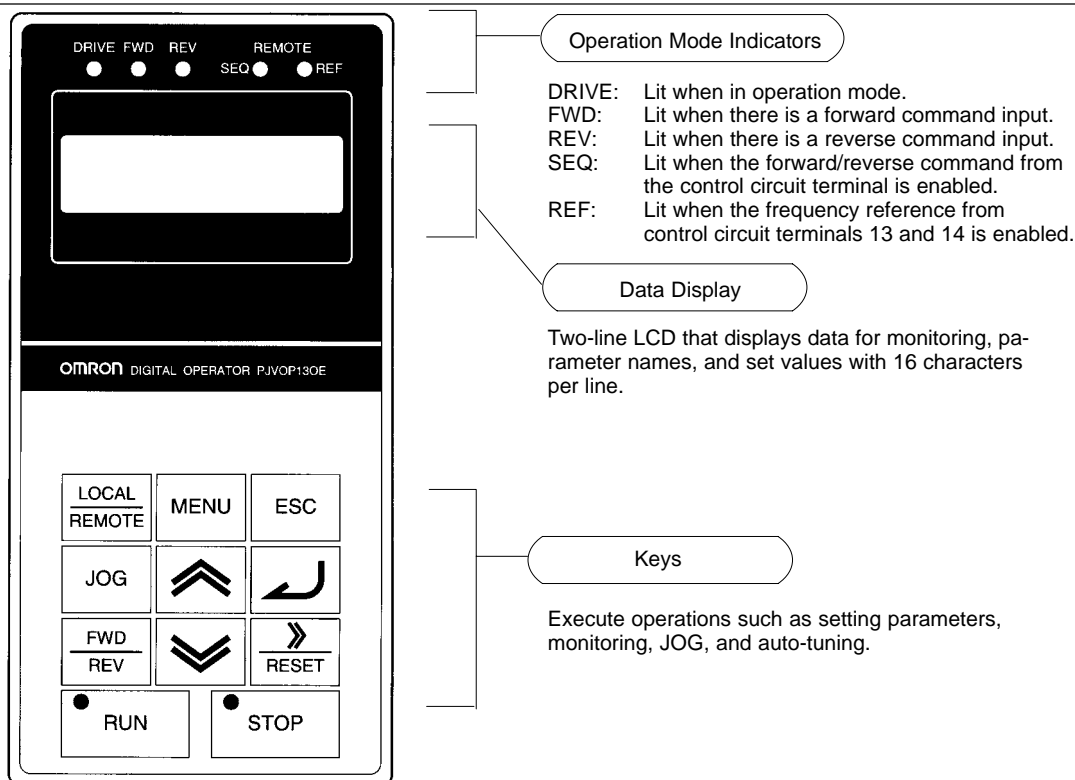 DRIVE FWD REV REMOTE
SEQ REF
OMRON DIGITAL OPERATOR PJVOP130E
LOCAL
REMOTE
MENU
ESC
JOG
FWD
REV
RESET
RUN
STOP
Operation Mode Indicators
DRIVE: Lit when in operation mode.
FWD: Lit when there is a forward command input.
REV: Lit when there is a reverse command input.
SEQ: Lit when the forward/reverse command from
the control circuit terminal is enabled.
REF: Lit when the frequency reference from
control circuit terminals 13 and 14 is enabled.
Data Display
Two-line LCD that displays data for monitoring, pa-
rameter names, and set values with 16 characters
per line.
Keys
Execute operations such as setting parameters,
monitoring, JOG, and auto-tuning.